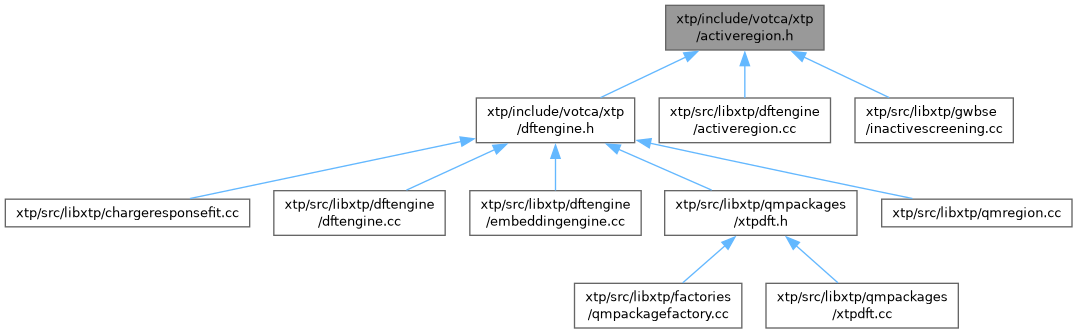 xtp/include/votca/xtp
/activeregion.h
xtp/include/votca/xtp
/dftengine.h
xtp/src/libxtp/dftengine
/activeregion.cc
xtp/src/libxtp/gwbse
/inactivescreening.cc
xtp/src/libxtp/chargeresponsefit.cc
xtp/src/libxtp/dftengine
/dftengine.cc
xtp/src/libxtp/dftengine
/embeddingengine.cc
xtp/src/libxtp/qmpackages
/xtpdft.h
xtp/src/libxtp/qmregion.cc
xtp/src/libxtp/factories
/qmpackagefactory.cc
xtp/src/libxtp/qmpackages
/xtpdft.cc